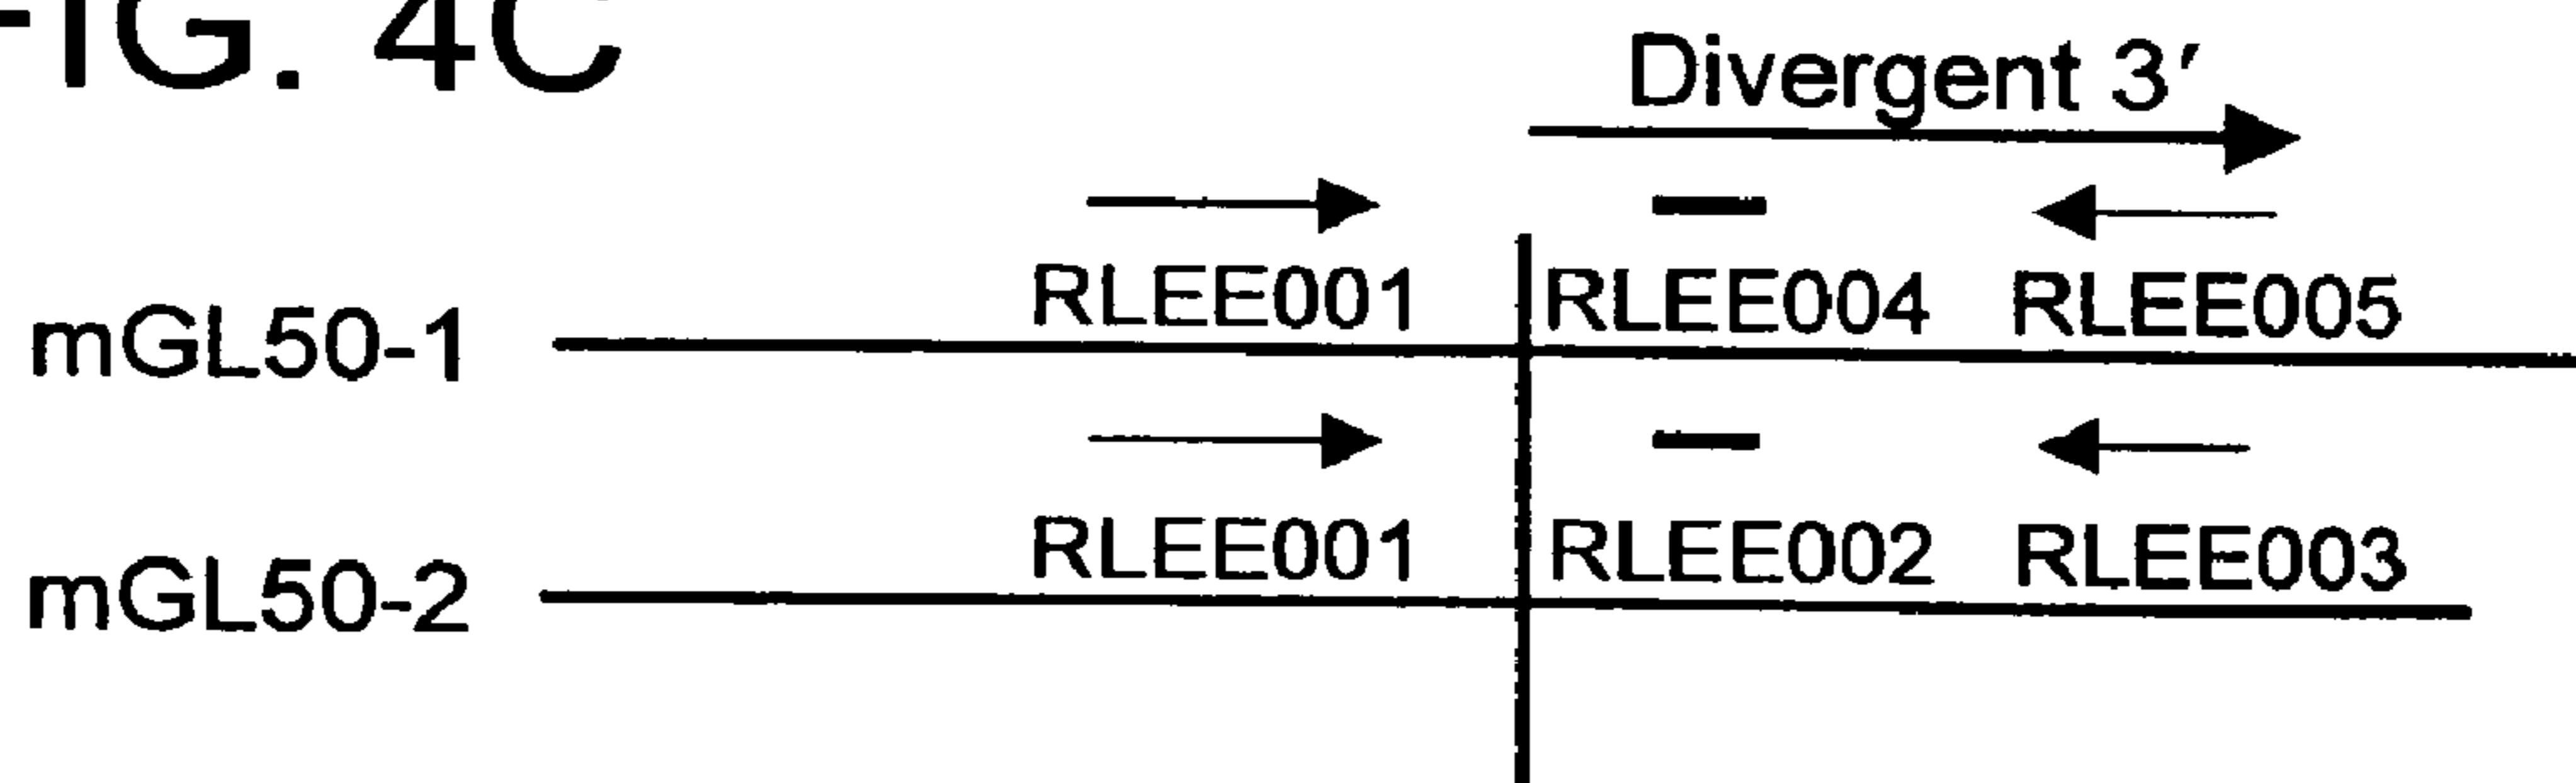 FIG. 4C
Divergent 3′
RLEE001 RLEE004 RLEE005
mGL50-1
RLEE001 RLEE002 RLEE003
mGL50-2